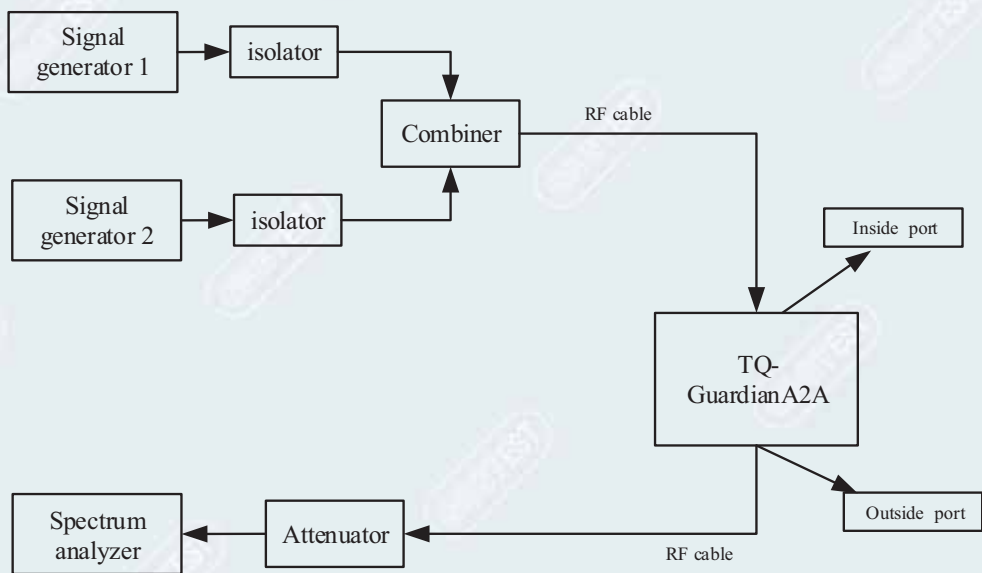 Signal
generator 1
isolator
Combiner
RF cable
Signal
generator 2
isolator
Inside port
TQ-
GuardianA2A
Outside port
Spectrum
analyzer
Attenuator
RF cable